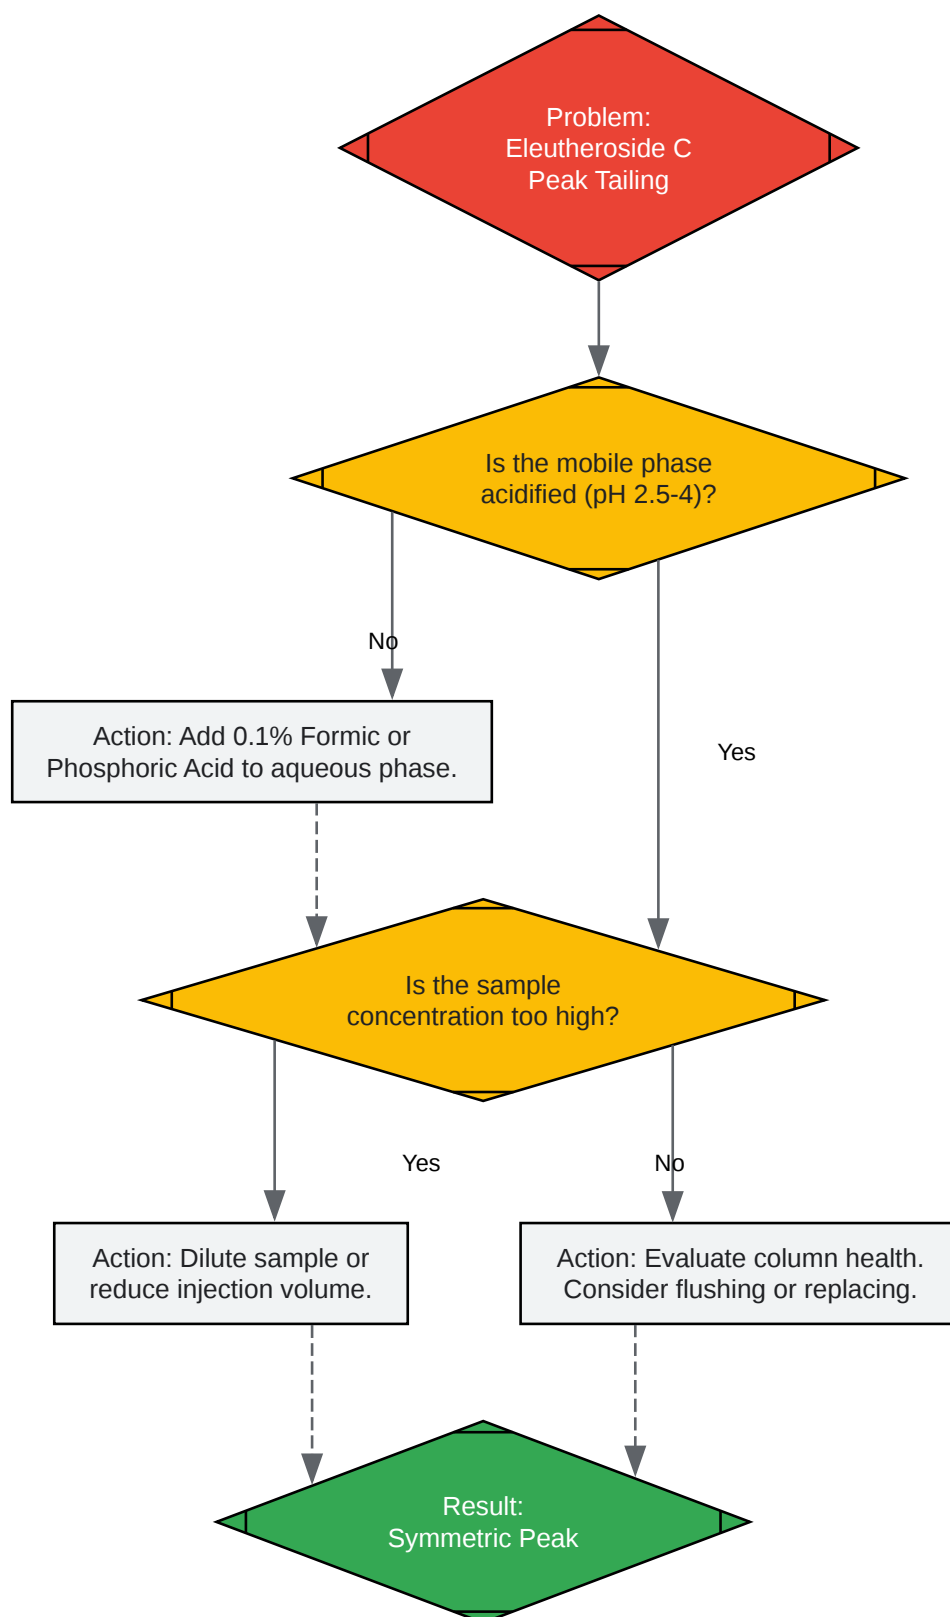 Problem:
Eleutheroside C
Peak Tailing
Is the mobile phase
acidified (pH 2.5-4)?
No
Action: Add 0.1% Formic or
Phosphoric Acid to aqueous phase.
Yes
Is the sample
concentration too high?
Yes
No
Action: Dilute sample or
reduce injection volume.
Action: Evaluate column health.
Consider flushing or replacing.
Result:
Symmetric Peak